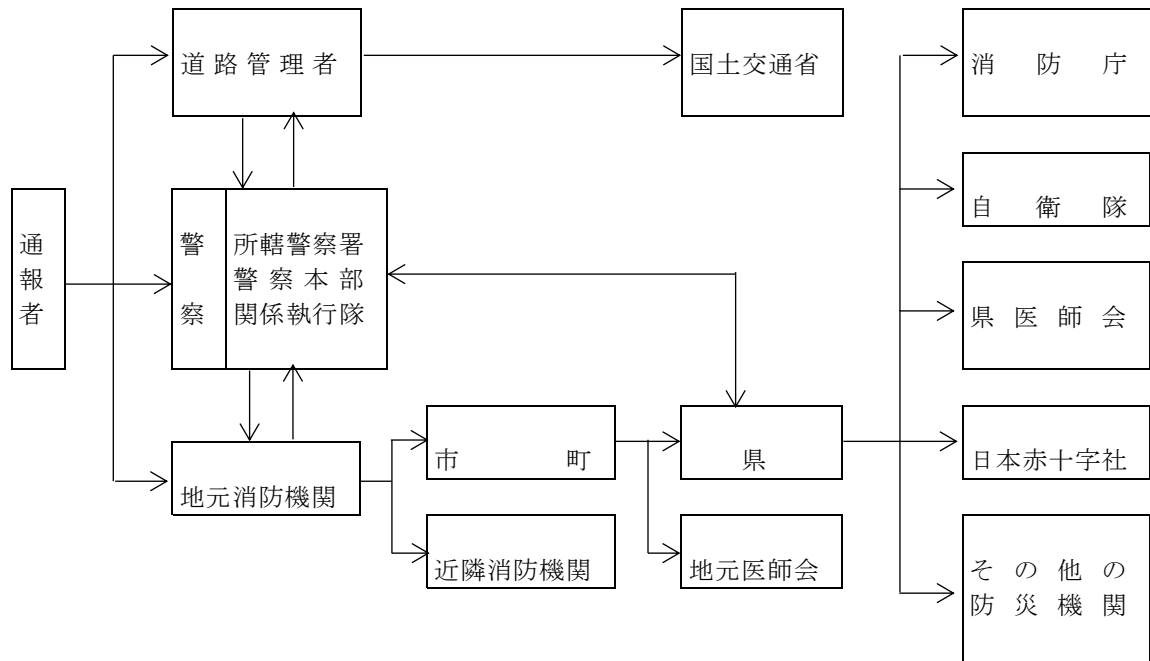 道路管理者
国土交通省
消防庁
自衛隊
通報者
警察
所轄警察署
警察本部
関係執行隊
県医師会
市町
県
日本赤十字社
地元消防機関
近隣消防機関
地元医師会
その他の
防災機関